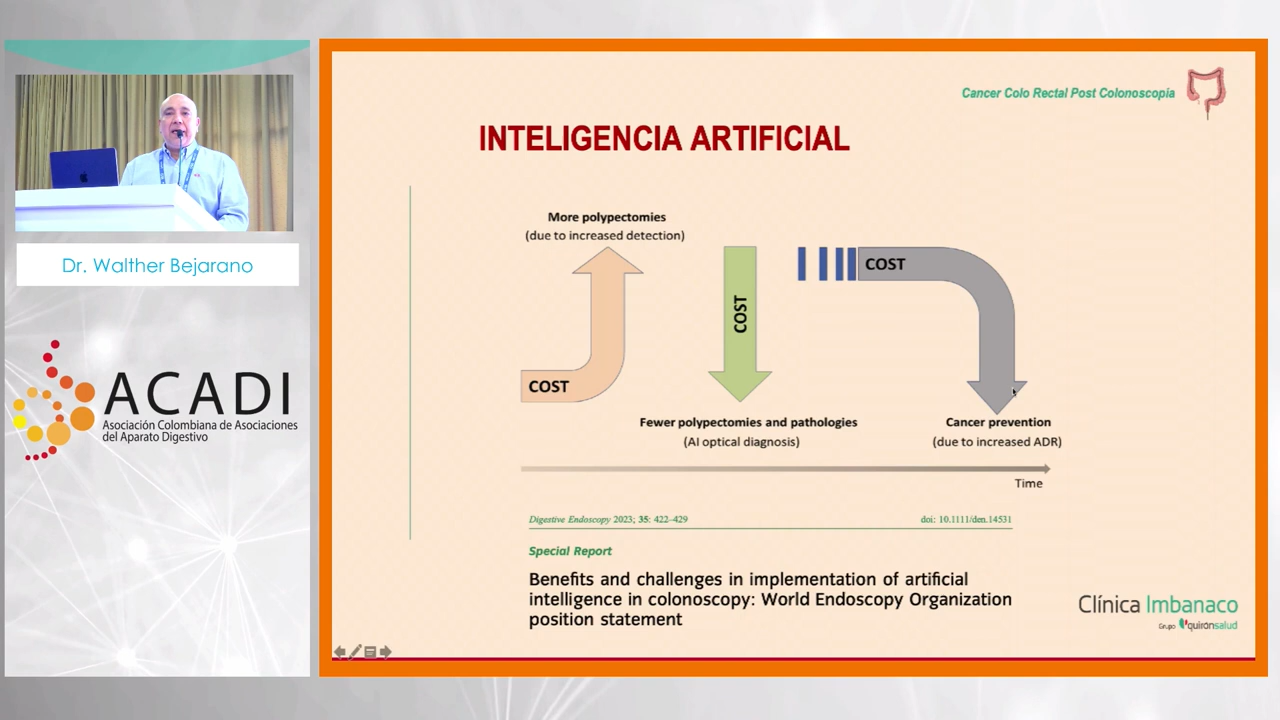 Dr. Walther Bejarano
ACADI
Asociación Colombiana de Asociaciones
del Aparato Digestivo
Cancer Colo Rectal Post Colonoscopía
INTELIGENCIA ARTIFICIAL
More polypectomies
(due to increased detection)
COST
COST
COST
Fewer polypectomies and pathologies
(AI optical diagnosis)
Cancer prevention
(due to increased ADR)
Time
Digestive Endoscopy 2023; 35: 422–429
doi: 10.1111/den.14531
Special Report
Benefits and challenges in implementation of artificial
intelligence in colonoscopy: World Endoscopy Organization
position statement
Clínica Imbanaco
Grupo quirónsalud